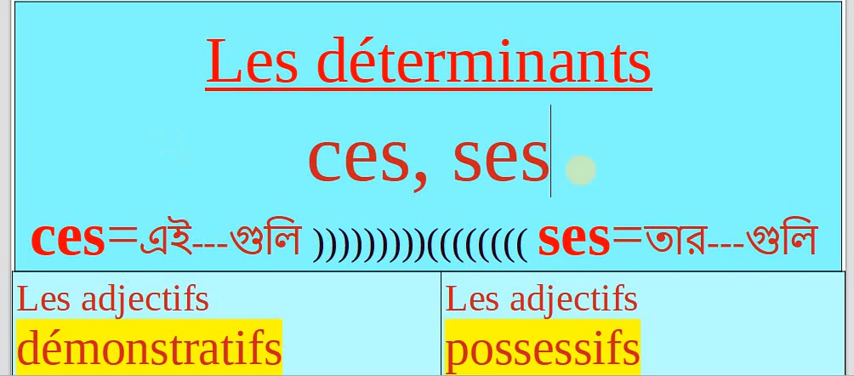 Les déterminants
ces, ses
ces=এই---গুলি )))))))))(((((((( ses=তার---গুলি
Les adjectifs
démonstratifs
Les adjectifs
possessifs